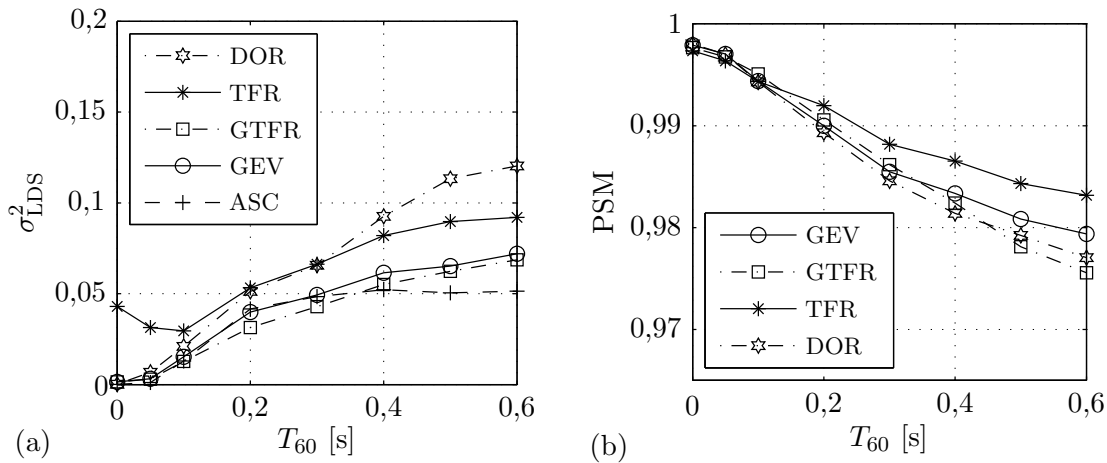 0,2
0,15
0,1
0,05
0
σ²LDS
DOR
TFR
GTFR
GEV
ASC
0
0,2
0,4
0,6
T60 [s]
(a)
1
0,99
0,98
0,97
PSM
GEV
GTFR
TFR
DOR
0
0,2
0,4
0,6
T60 [s]
(b)